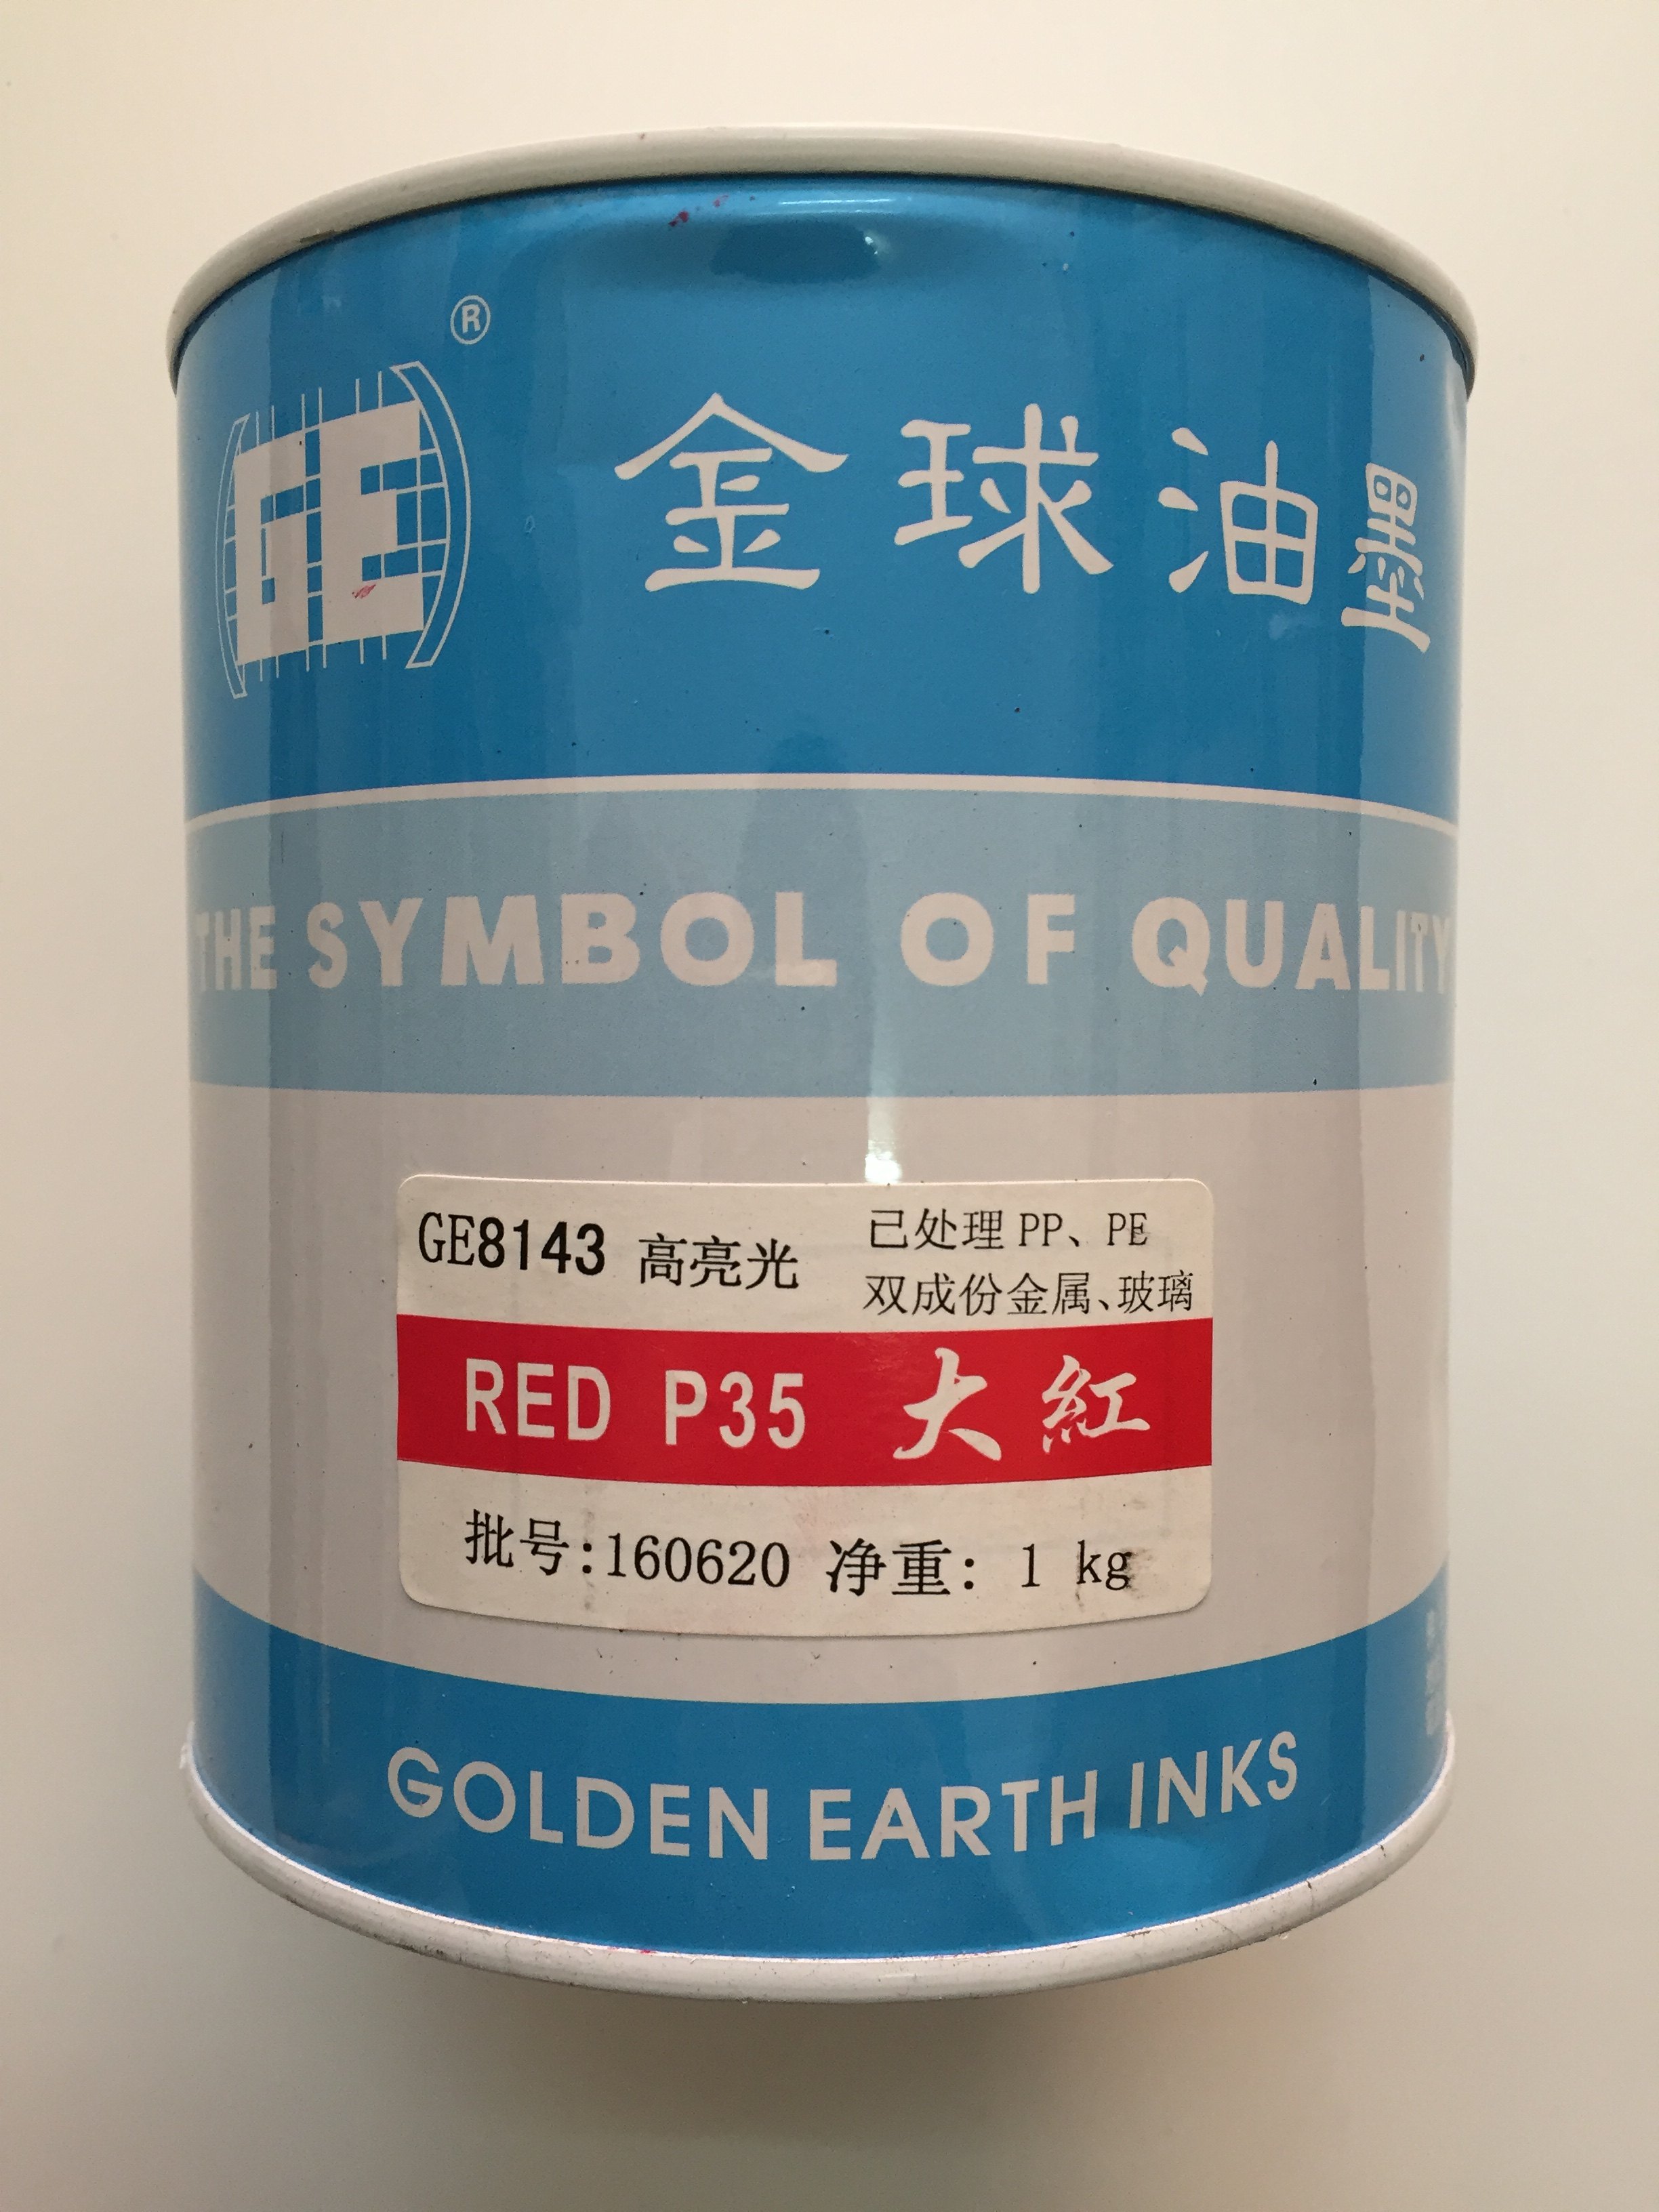 GE ®
金球油墨
THE SYMBOL OF QUALITY
GE8143 高亮光
已处理 PP、PE
双成份金属、玻璃
RED P35 大紅
批号:160620 净重: 1 kg
GOLDEN EARTH INKS